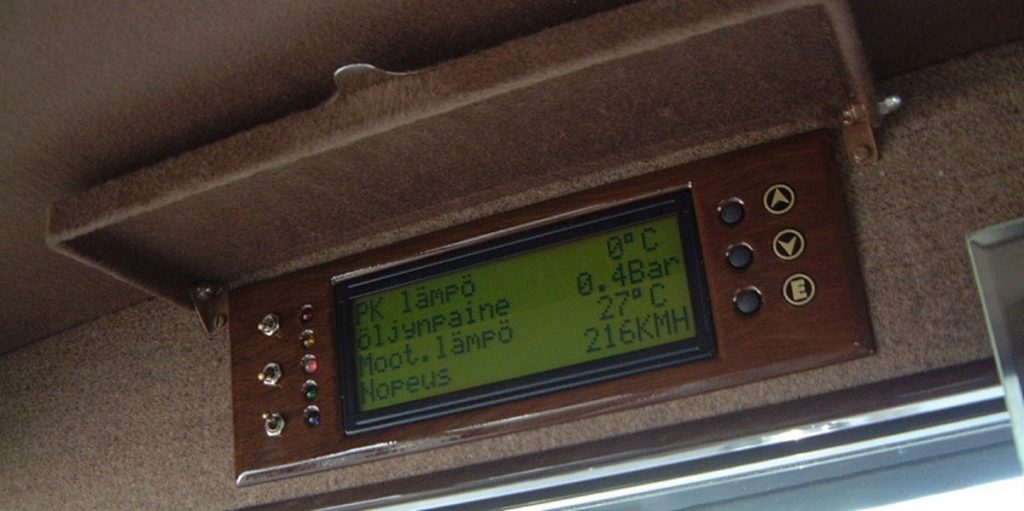 PK lämpö 0°C
öljynpaine 0.4Bar
Moot.lämpö 27°C
Nopeus 216KMH
E